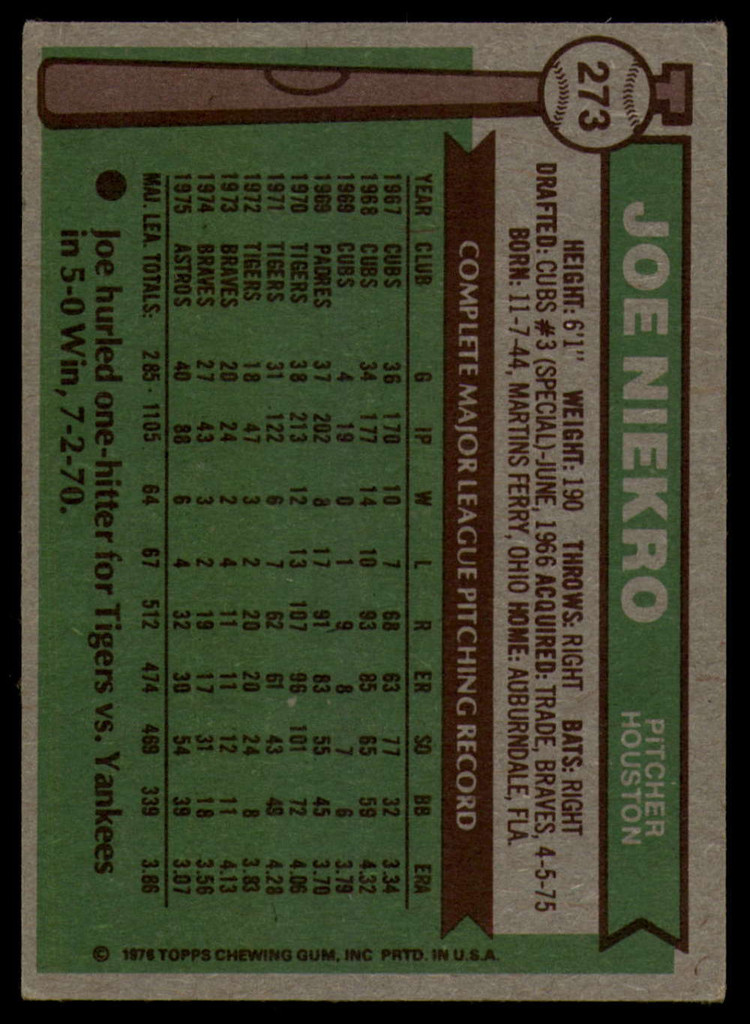 273
JOE NIEKRO
PITCHER
HOUSTON
HEIGHT: 6'1" WEIGHT: 190 THROWS: RIGHT BATS: RIGHT
DRAFTED: CUBS #3 (SPECIAL)-JUNE, 1966 ACQUIRED: TRADE, BRAVES, 4-5-75
BORN: 11-7-44, MARTINS FERRY, OHIO HOME: AUBURNDALE, FLA.
COMPLETE MAJOR LEAGUE PITCHING RECORD
YEAR CLUB G IP W L R ER SO BB ERA
1967 CUBS 36 170 10 7 68 63 77 32 3.34
1968 CUBS 34 177 14 10 93 85 65 59 4.32
1969 CUBS 4 19 0 1 9 8 7 6 3.79
1969 PADRES 37 202 8 17 91 83 55 45 3.70
1970 TIGERS 38 213 12 13 107 96 101 72 4.06
1971 TIGERS 31 122 6 7 62 61 43 49 4.28
1972 TIGERS 18 47 3 2 20 20 24 8 3.83
1973 BRAVES 20 24 2 4 11 11 12 11 4.13
1974 BRAVES 27 43 3 2 19 17 31 18 3.56
1975 ASTROS 40 88 6 4 32 30 54 39 3.07
MAJ. LEA. TOTALS: 285 1105 64 67 512 474 469 339 3.86
● Joe hurled one-hitter for Tigers vs. Yankees
in 5-0 Win, 7-2-70.
© 1976 TOPPS CHEWING GUM, INC PRTD. IN U.S.A.